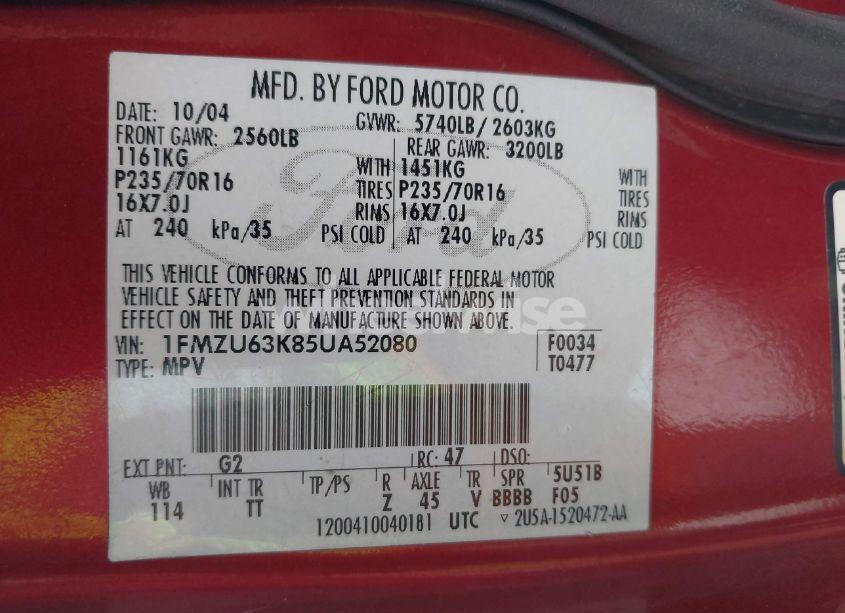 MFD. BY FORD MOTOR CO.
DATE: 10/04 GVWR: 5740LB/ 2603KG
FRONT GAWR: 2560LB REAR GAWR: 3200LB
1161KG WITH 1451KG WITH
P235/70R16 TIRES P235/70R16 TIRES
16X7.0J RIMS 16X7.0J RIMS
AT 240 kPa/35 PSI COLD AT 240 kPa/35 PSI COLD
Ford
THIS VEHICLE CONFORMS TO ALL APPLICABLE FEDERAL MOTOR
VEHICLE SAFETY AND THEFT PREVENTION STANDARDS IN
EFFECT ON THE DATE OF MANUFACTURE SHOWN ABOVE.
VIN: 1FMZU63K85UA52080 F0034
TYPE: MPV T0477
EXT PNT: G2 RC: 47 DSO:
WB INT TR TP/PS R AXLE TR SPR 5U51B
114 TT Z 45 V BBBB F05
1200410040181 UTC ▽ 2U5A-1520472-AA